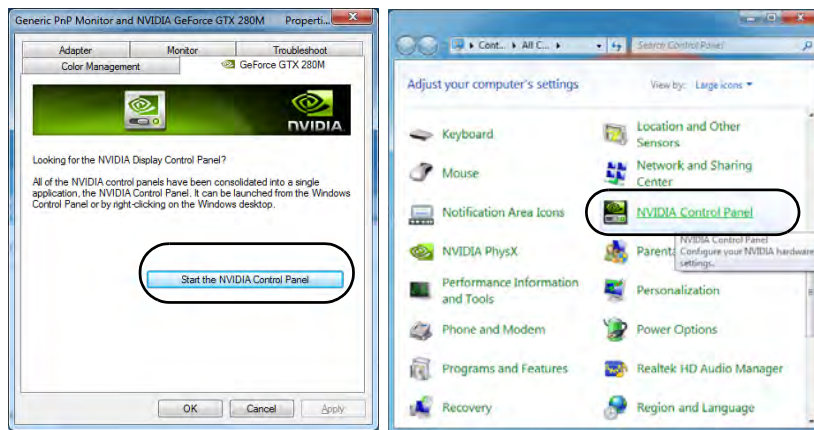 Generic PnP Monitor and NVIDIA GeForce GTX 280M Properti...
Adapter Monitor Troubleshoot
Color Management GeForce GTX 280M
NVIDIA.
Looking for the NVIDIA Display Control Panel?
All of the NVIDIA control panels have been consolidated into a single
application, the NVIDIA Control Panel. It can be launched from the Windows
Control Panel or by right-clicking on the Windows desktop.
Start the NVIDIA Control Panel
OK Cancel Apply
Cont... All C... Search Control Panel
Adjust your computer's settings View by: Large icons
Keyboard
Location and Other
Sensors
Mouse
Network and Sharing
Center
Notification Area Icons
NVIDIA Control Panel
NVIDIA PhysX
Parent
NVIDIA Control Panel
Configure your NVIDIA hardware
settings.
Performance Information
and Tools
Personalization
Phone and Modem
Power Options
Programs and Features
Realtek HD Audio Manager
Recovery
Region and Language